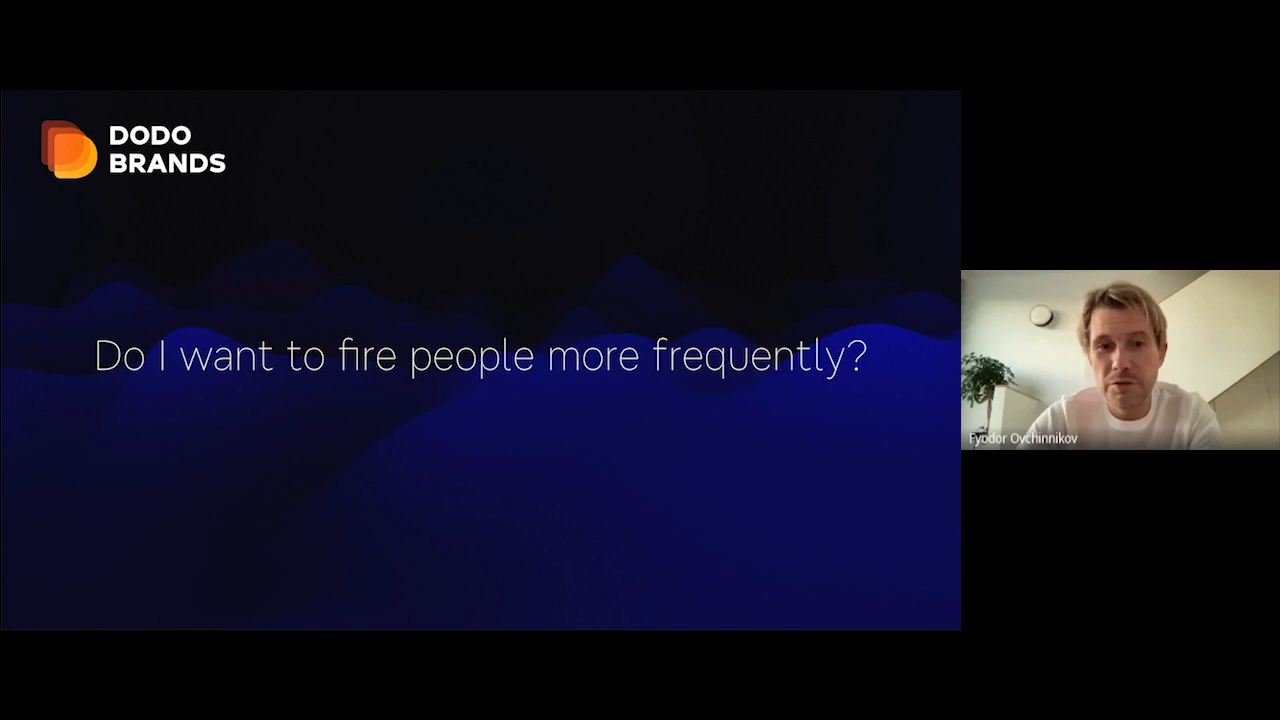 DODO
BRANDS
Do I want to fire people more frequently?
Fyodor Ovchinnikov